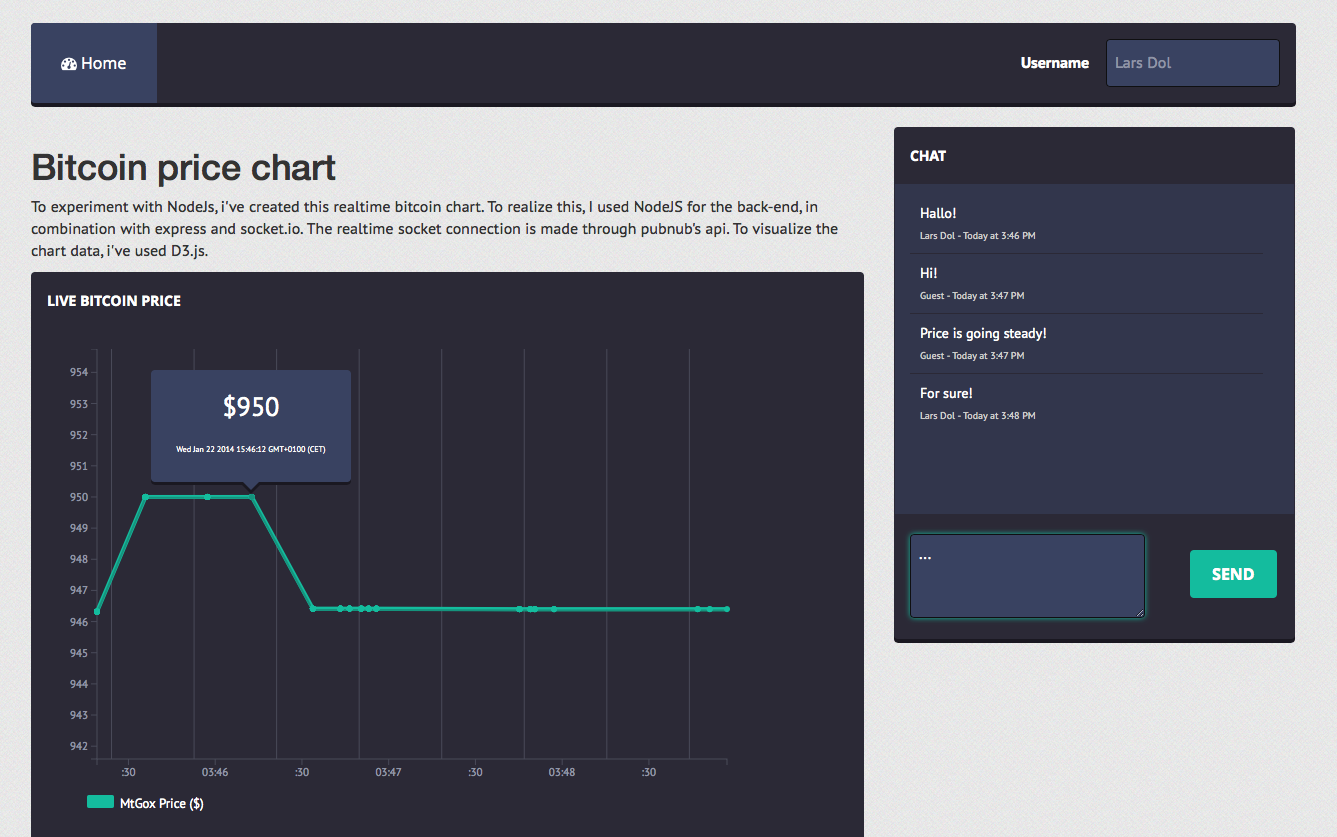 Home
Username
Lars Dol
Bitcoin price chart
To experiment with NodeJs, i've created this realtime bitcoin chart. To realize this, I used NodeJS for the back-end, in
combination with express and socket.io. The realtime socket connection is made through pubnub's api. To visualize the
chart data, i've used D3.js.
LIVE BITCOIN PRICE
954
953
952
951
950
949
948
947
946
945
944
943
942
$950
Wed Jan 22 2014 15:46:12 GMT+0100 (CET)
:30
03:46
:30
03:47
:30
03:48
:30
MtGox Price ($)
CHAT
Hallo!
Lars Dol - Today at 3:46 PM
Hi!
Guest - Today at 3:47 PM
Price is going steady!
Guest - Today at 3:47 PM
For sure!
Lars Dol - Today at 3:48 PM
...
SEND